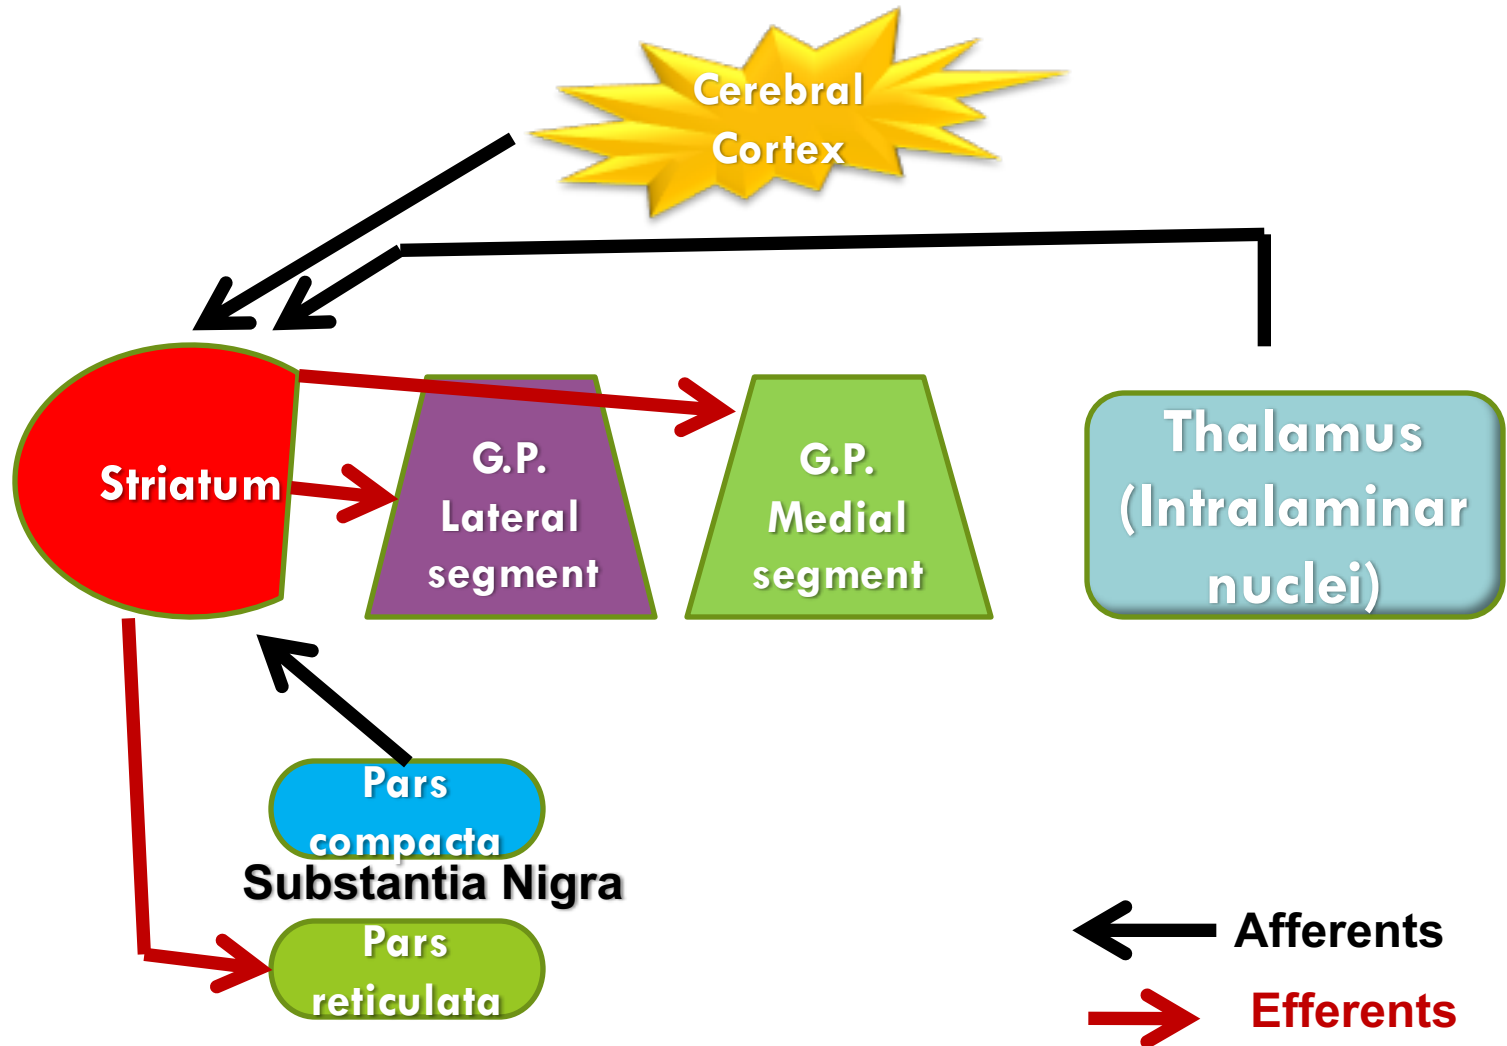 Cerebral
Cortex
Striatum
G.P.
Lateral
segment
G.P.
Medial
segment
Thalamus
(Intralaminar
nuclei)
Pars
compacta
Substantia Nigra
Pars
reticulata
Afferents
Efferents